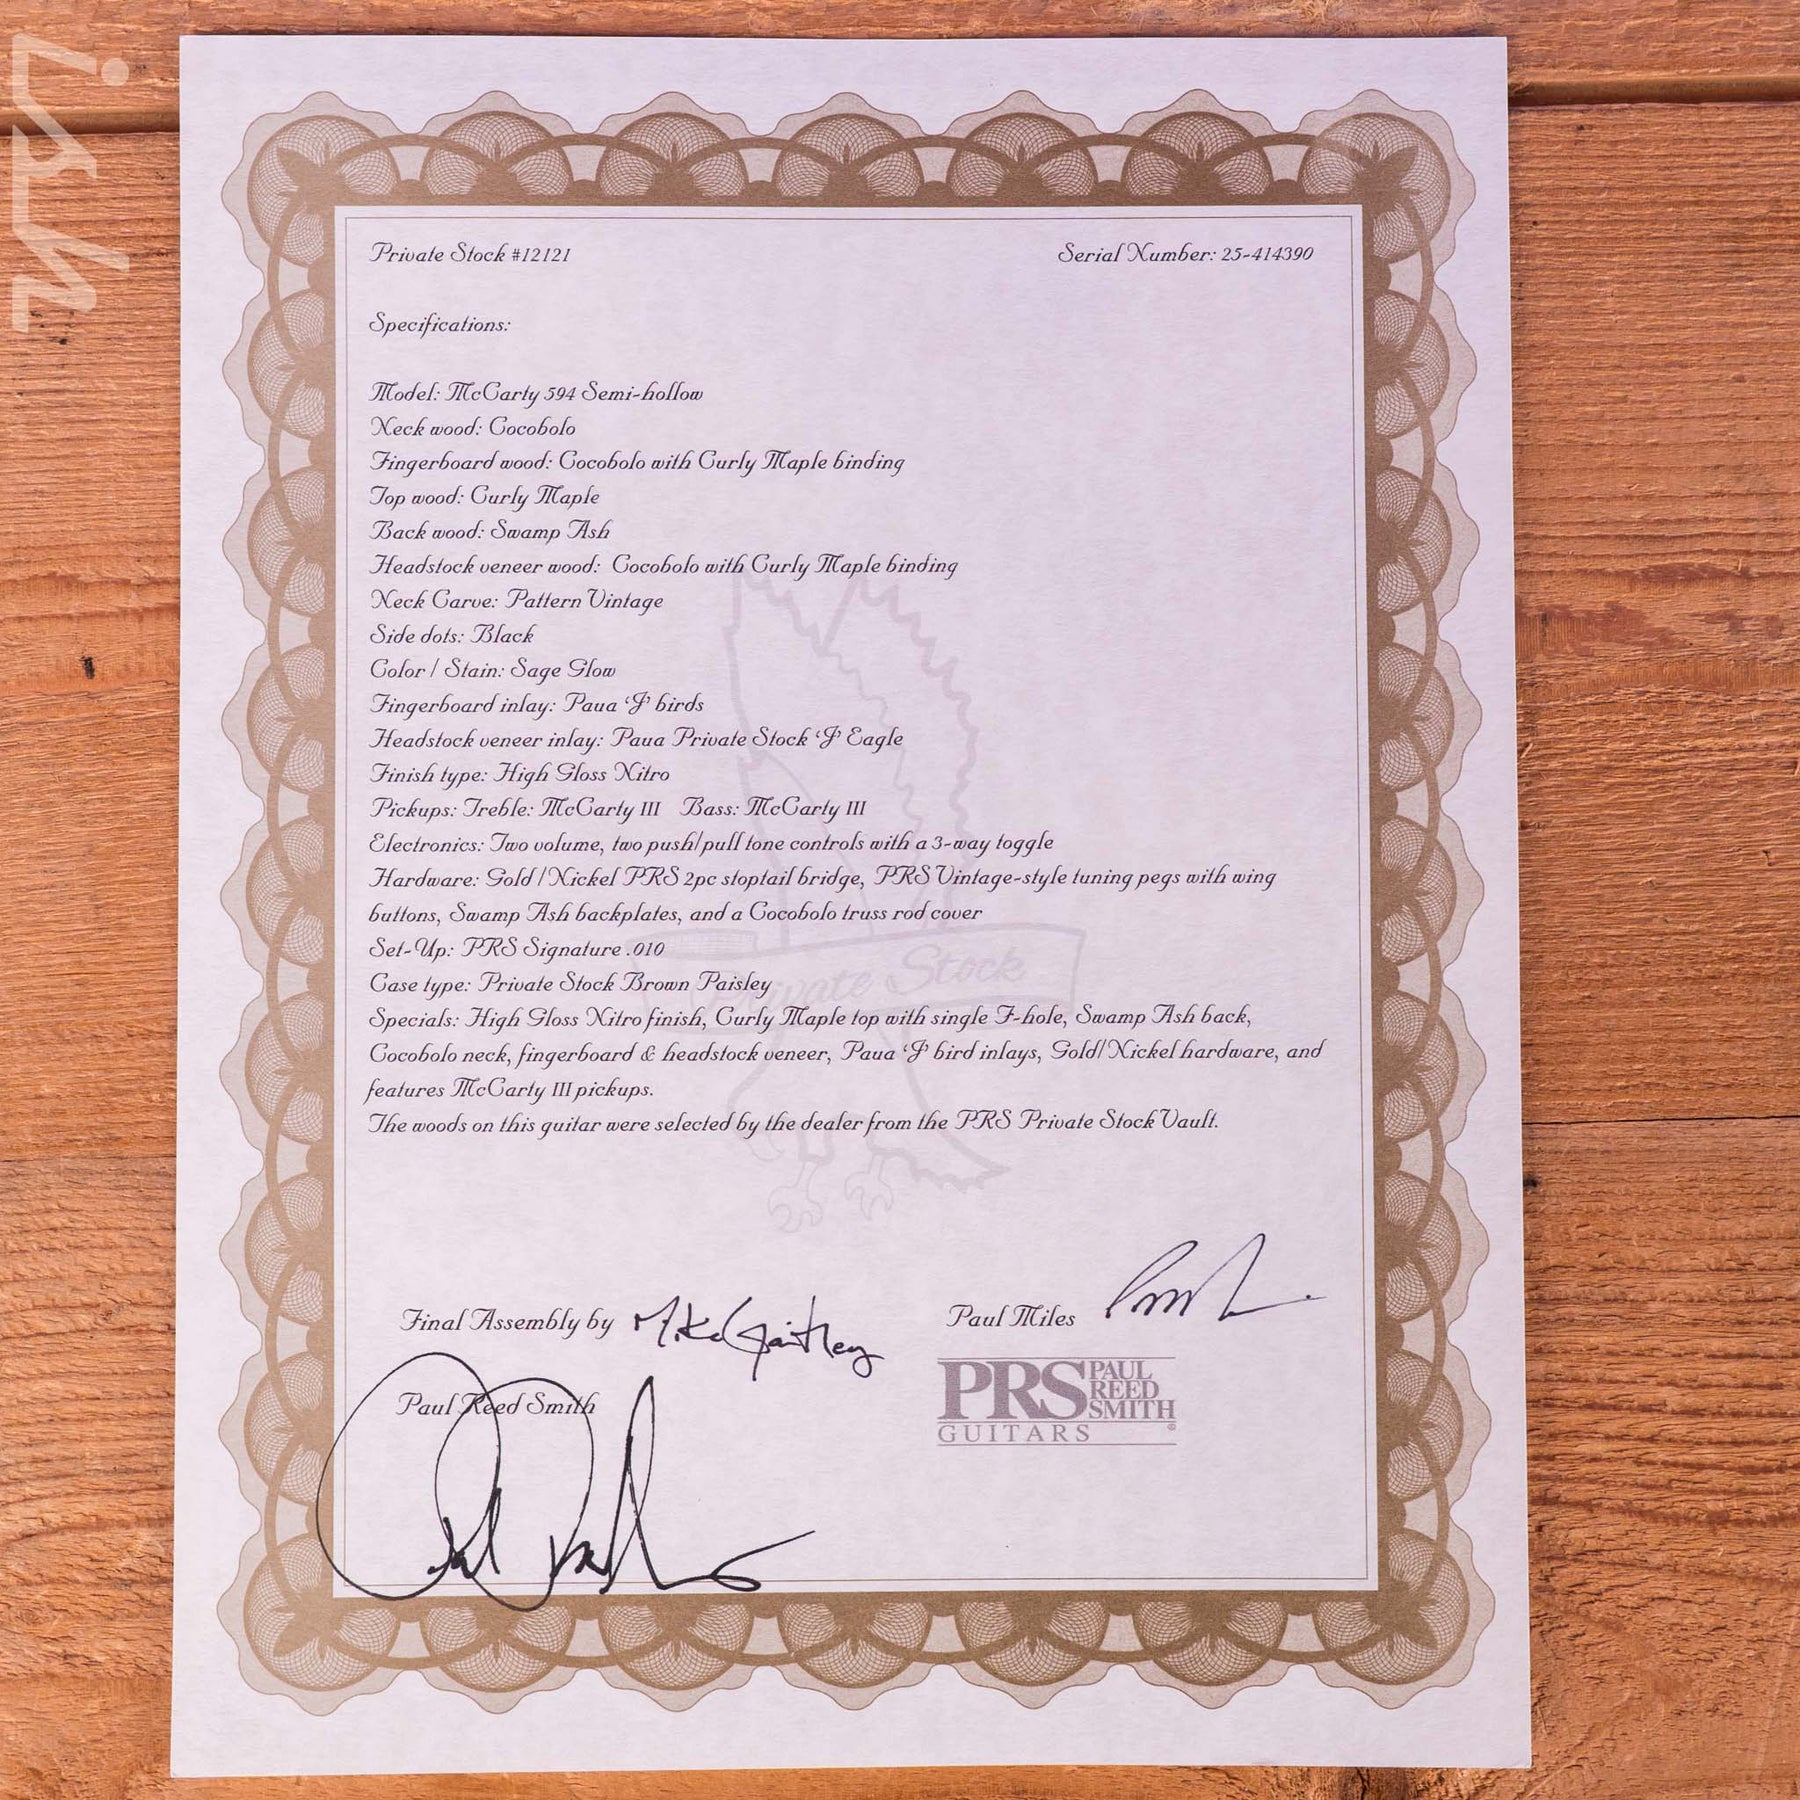 ish
Private Stock #12121 Serial Number: 25-414390
Specifications:
Model: McCarty 594 Semi-hollow
Neck wood: Cocobolo
Fingerboard wood: Cocobolo with Curly Maple binding
Top wood: Curly Maple
Back wood: Swamp Ash
Headstock veneer wood: Cocobolo with Curly Maple binding
Neck Carve: Pattern Vintage
Side dots: Black
Color / Stain: Sage Glow
Fingerboard inlay: Paua ‘J’ birds
Headstock veneer inlay: Paua Private Stock ‘J’ Eagle
Finish type: High Gloss Nitro
Pickups: Treble: McCarty III Bass: McCarty III
Electronics: Two volume, two push/pull tone controls with a 3-way toggle
Hardware: Gold / Nickel PRS 2pc stoptail bridge, PRS Vintage-style tuning pegs with wing
buttons, Swamp Ash backplates, and a Cocobolo truss rod cover
Set-Up: PRS Signature .010
Private Stock
Case type: Private Stock Brown Paisley
Specials: High Gloss Nitro finish, Curly Maple top with single F-hole, Swamp Ash back,
Cocobolo neck, fingerboard & headstock veneer, Paua ‘J’ bird inlays, Gold/Nickel hardware, and
features McCarty III pickups.
The woods on this guitar were selected by the dealer from the PRS Private Stock Vault.
Final Assembly by Mike Gaitley Paul Miles
Paul Reed Smith
PRS PAUL
REED
SMITH
GUITARS ®